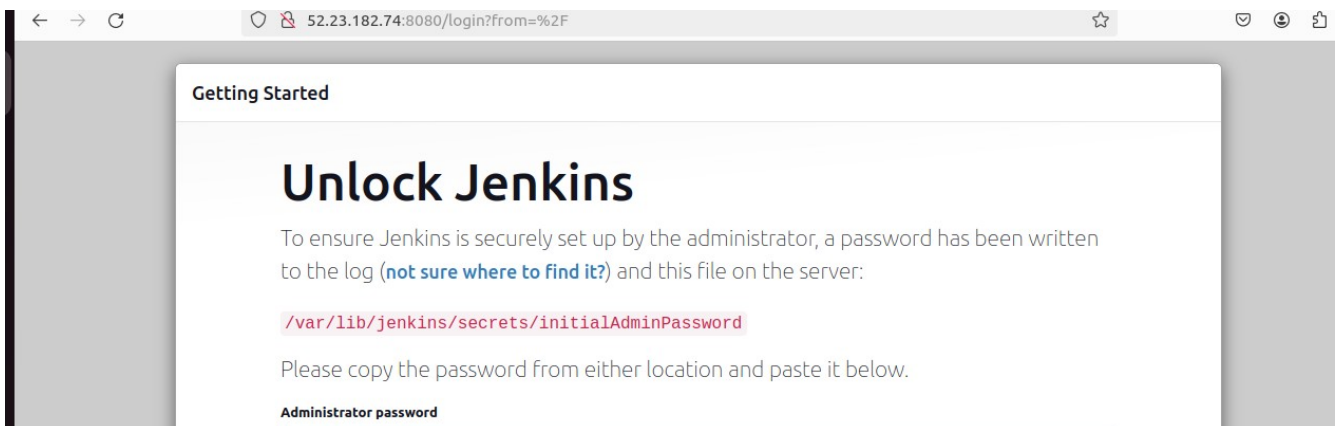 52.23.182.74:8080/login?from=%2F
Getting Started
Unlock Jenkins
To ensure Jenkins is securely set up by the administrator, a password has been written
to the log (not sure where to find it?) and this file on the server:
/var/lib/jenkins/secrets/initialAdminPassword
Please copy the password from either location and paste it below.
Administrator password